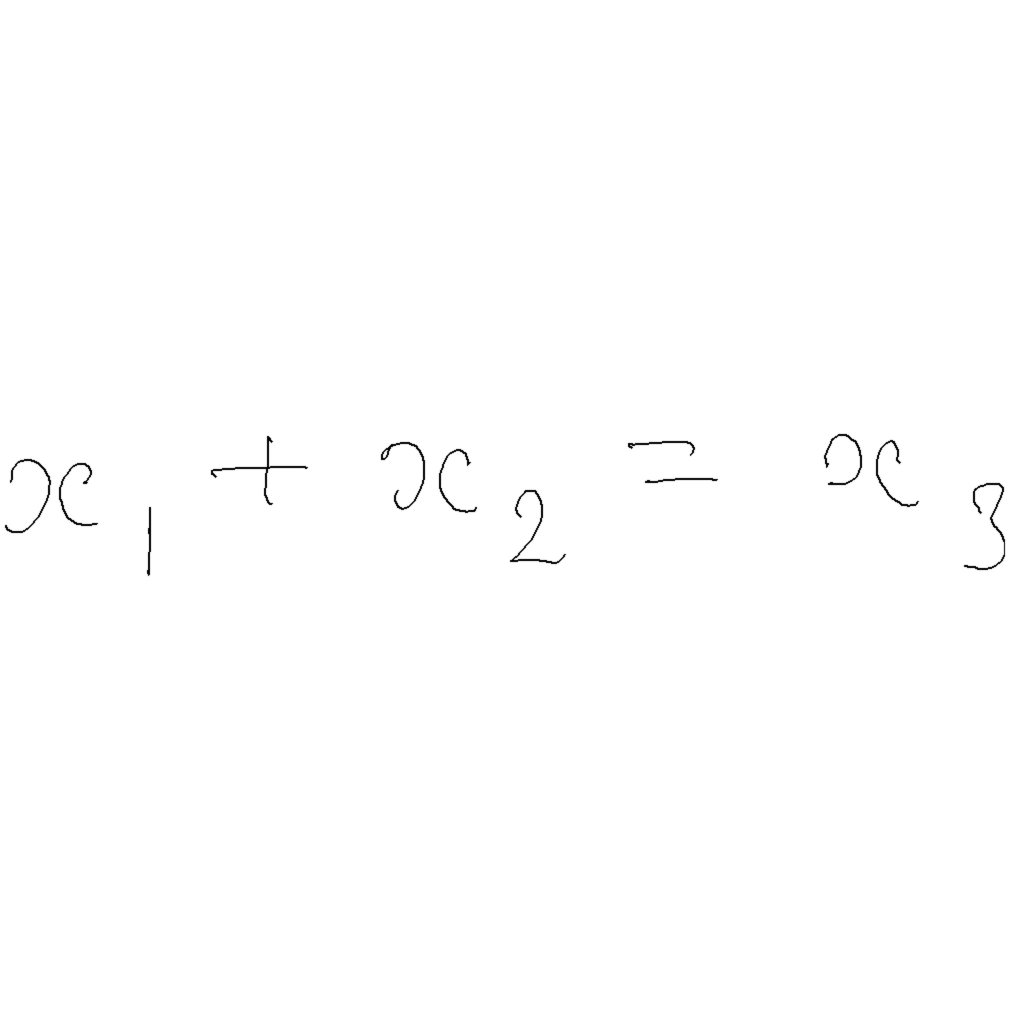 x₁ + x₂ = x₃